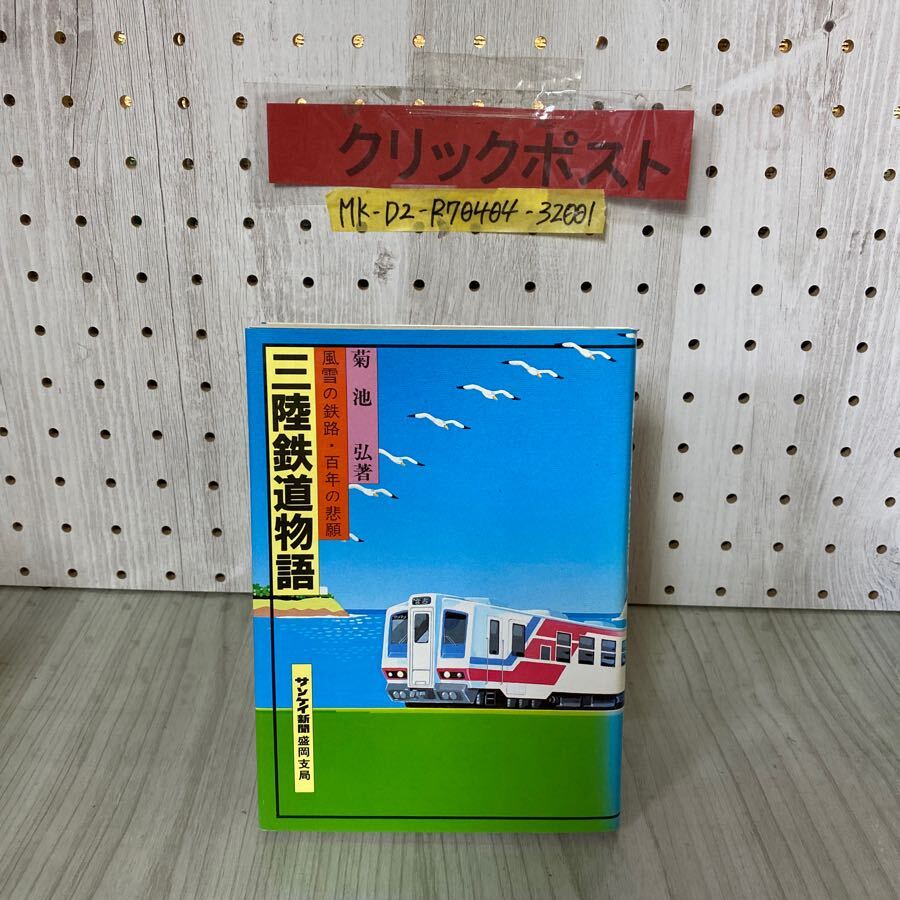 クリックポスト
MK-D2-R70404-32001
菊池 弘著
風雪の鉄路・百年の悲願
三陸鉄道物語
サンケイ新聞 盛岡支局